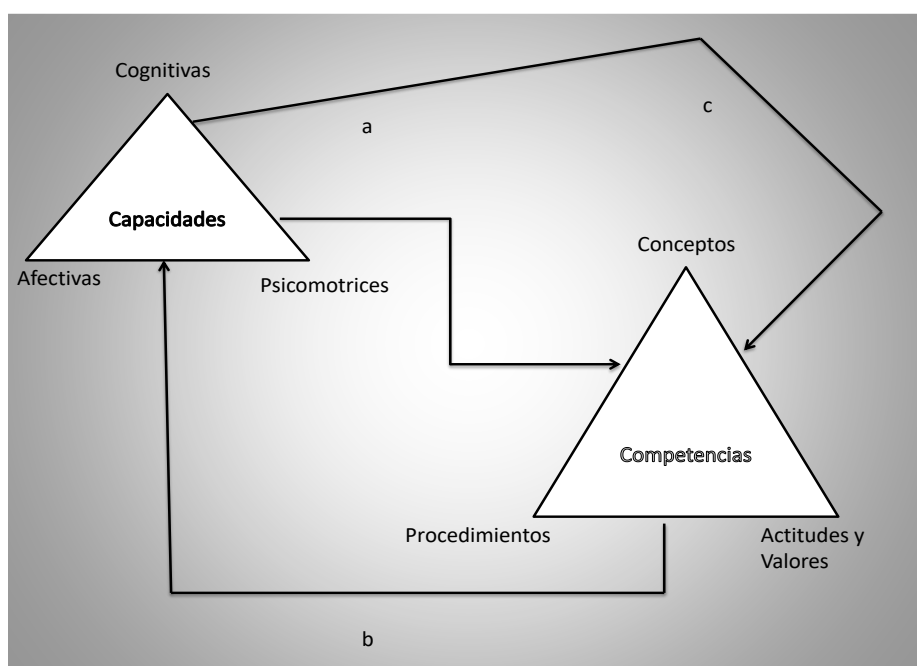 Cognitivas
a
c
Capacidades
Afectivas
Psicomotrices
Conceptos
Competencias
Procedimientos
Actitudes y
Valores
b